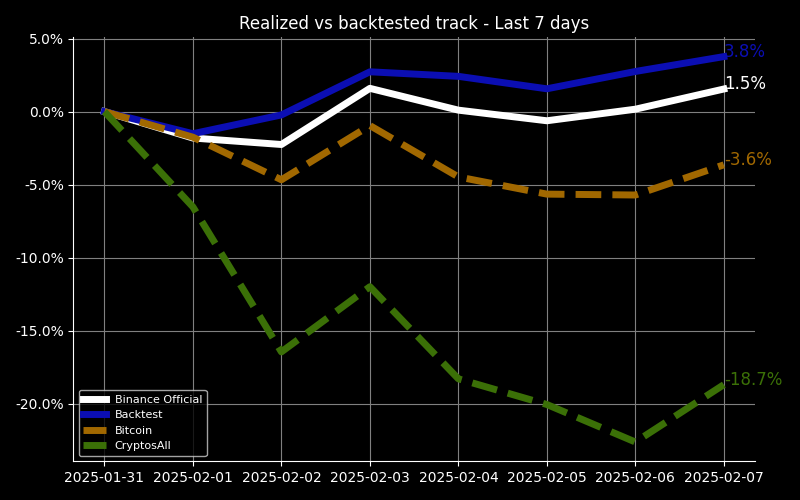 Realized vs backtested track - Last 7 days
5.0%
0.0%
-5.0%
-10.0%
-15.0%
-20.0%
3.8%
1.5%
-3.6%
-18.7%
Binance Official
Backtest
Bitcoin
CryptosAll
2025-01-31 2025-02-01 2025-02-02 2025-02-03 2025-02-04 2025-02-05 2025-02-06 2025-02-07